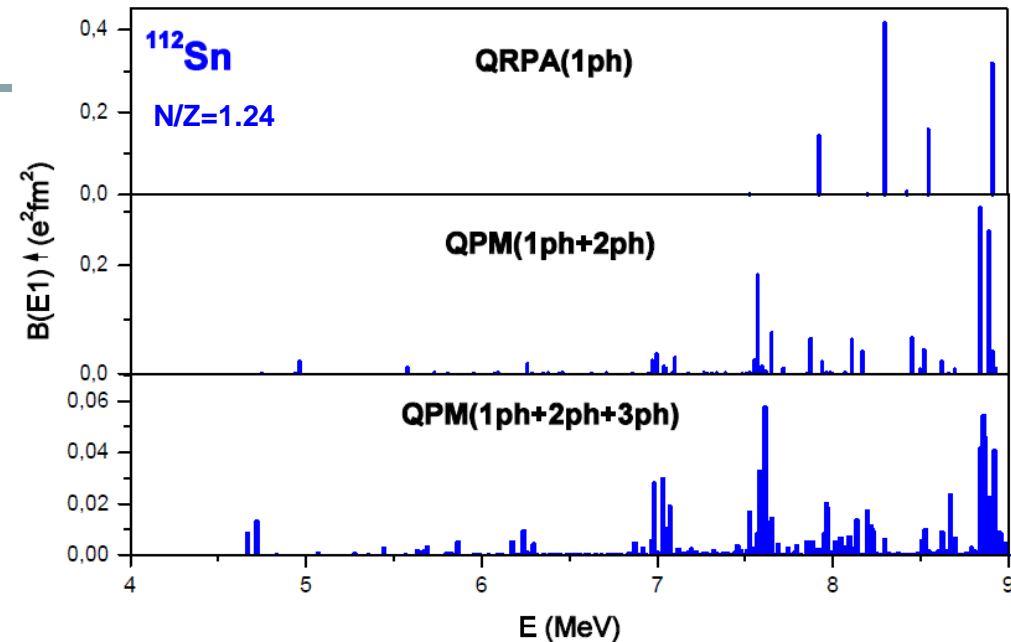 ¹¹²Sn
N/Z=1.24
QRPA(1ph)
0,4
0,2
0,0
QPM(1ph+2ph)
0,2
0,0
QPM(1ph+2ph+3ph)
0,06
0,04
0,02
0,00
B(E1)↑(e²fm²)
4 5 6 7 8 9
E (MeV)